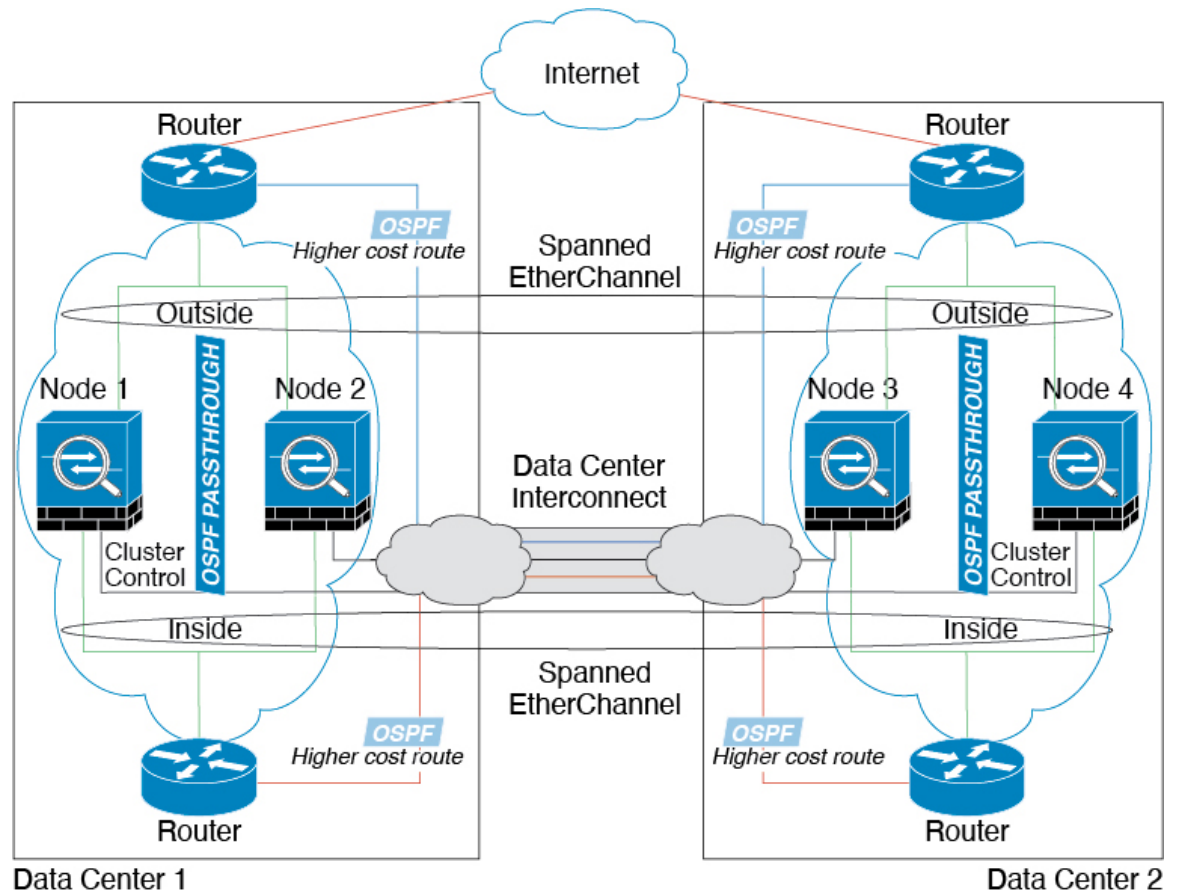 Internet
Router
Router
OSPF
Higher cost route
Spanned
EtherChannel
OSPF
Higher cost route
Outside
Outside
Node 1
OSPF PASSTHROUGH
Node 2
Node 3
OSPF PASSTHROUGH
Node 4
Data Center
Interconnect
Cluster
Control
Cluster
Control
Inside
Inside
Spanned
EtherChannel
OSPF
Higher cost route
OSPF
Higher cost route
Router
Router
Data Center 1
Data Center 2